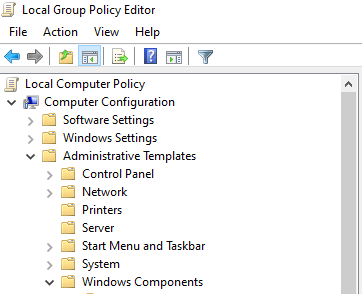 Local Group Policy Editor
File Action View Help
Local Computer Policy
Computer Configuration
Software Settings
Windows Settings
Administrative Templates
Control Panel
Network
Printers
Server
Start Menu and Taskbar
System
Windows Components